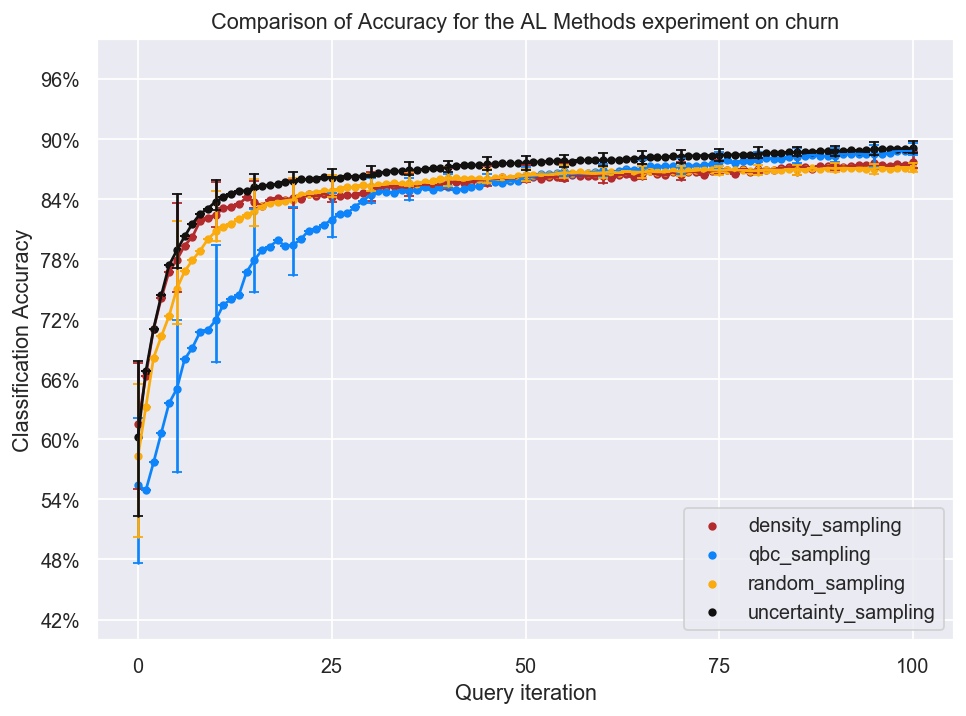 Comparison of Accuracy for the AL Methods experiment on churn
96%
90%
84%
78%
72%
66%
60%
54%
48%
42%
Classification Accuracy
density_sampling
qbc_sampling
random_sampling
uncertainty_sampling
0
25
50
75
100
Query iteration